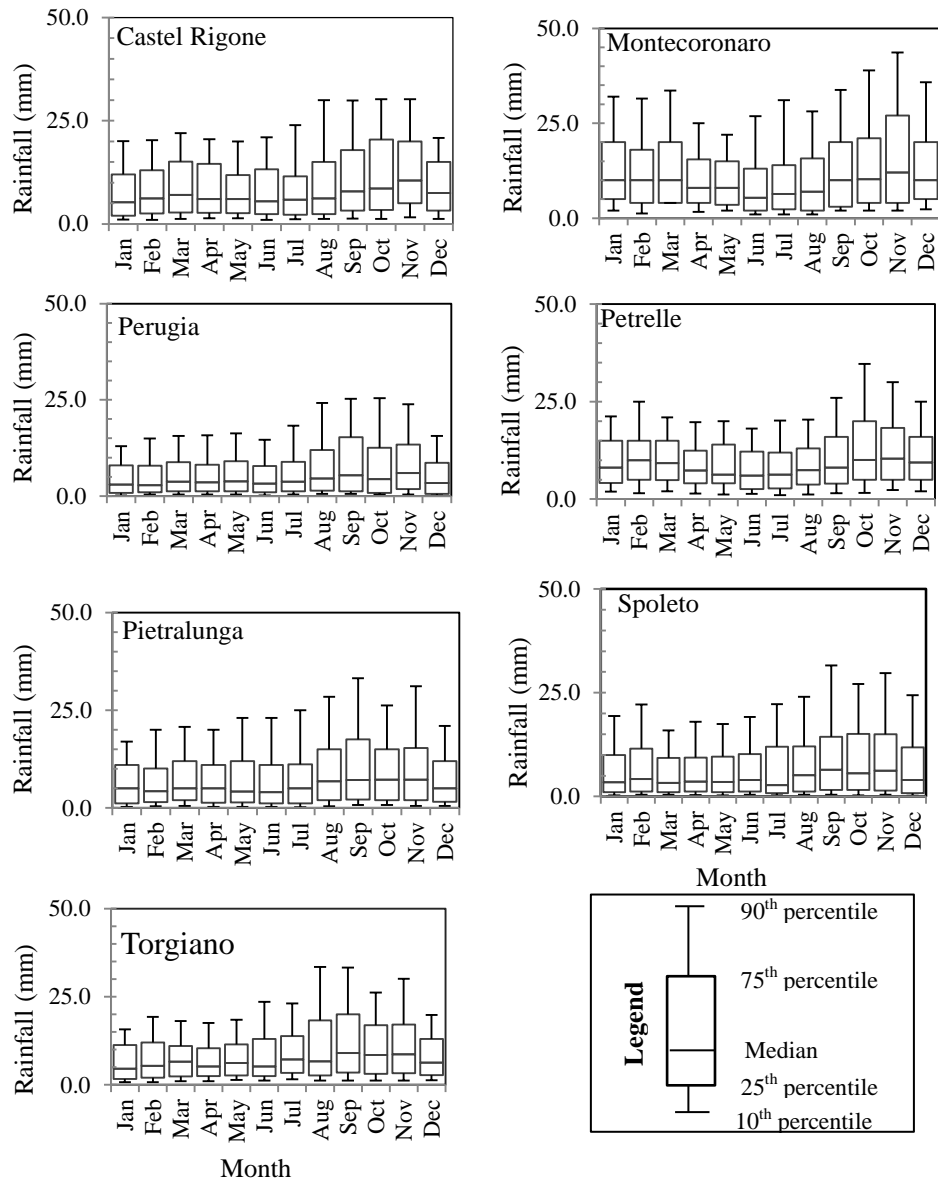 Castel Rigone
Rainfall (mm)
50.0
25.0
0.0
Jan Feb Mar Apr May Jun Jul Aug Sep Oct Nov Dec
Montecoronaro
Rainfall (mm)
50.0
25.0
0.0
Jan Feb Mar Apr May Jun Jul Aug Sep Oct Nov Dec
Perugia
Rainfall (mm)
50.0
25.0
0.0
Jan Feb Mar Apr May Jun Jul Aug Sep Oct Nov Dec
Petrelle
Rainfall (mm)
50.0
25.0
0.0
Jan Feb Mar Apr May Jun Jul Aug Sep Oct Nov Dec
Pietralunga
Rainfall (mm)
50.0
25.0
0.0
Jan Feb Mar Apr May Jun Jul Aug Sep Oct Nov Dec
Spoleto
Rainfall (mm)
50.0
25.0
0.0
Jan Feb Mar Apr May Jun Jul Aug Sep Oct Nov Dec
Month
Torgiano
Rainfall (mm)
50.0
25.0
0.0
Jan Feb Mar Apr May Jun Jul Aug Sep Oct Nov Dec
Month
Legend
90th percentile
75th percentile
Median
25th percentile
10th percentile